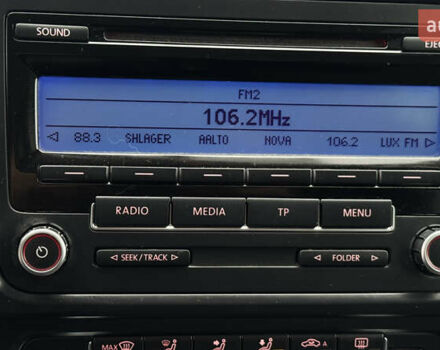 SOUND
EJE
FM2
106.2MHz
88.3 SHLAGER AALTO NOVA 106.2 LUX FM
RADIO MEDIA TP MENU
SEEK/TRACK FOLDER
MAX A